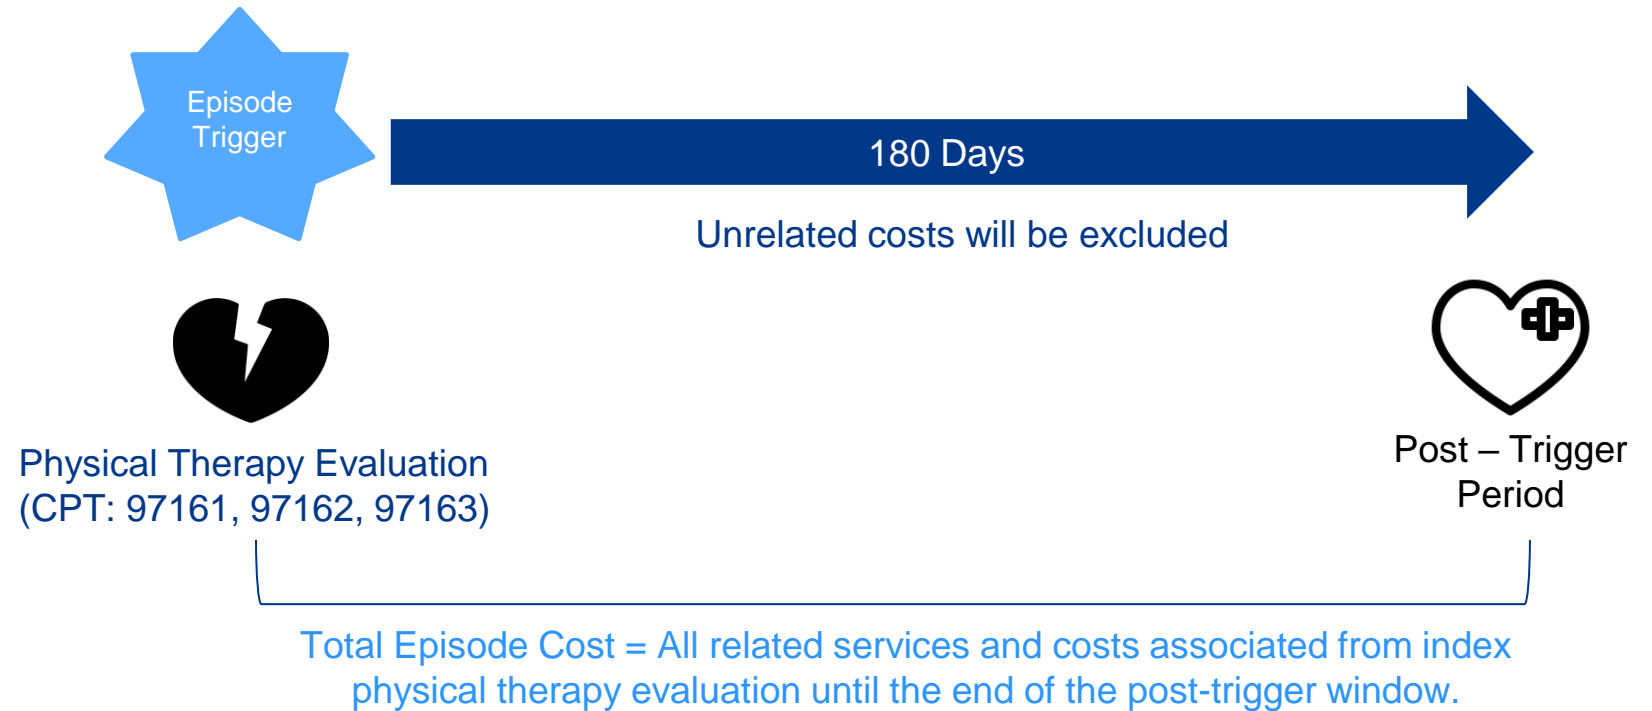 Episode
Trigger
180 Days
Unrelated costs will be excluded
Physical Therapy Evaluation
(CPT: 97161, 97162, 97163)
Post – Trigger
Period
Total Episode Cost = All related services and costs associated from index
physical therapy evaluation until the end of the post-trigger window.